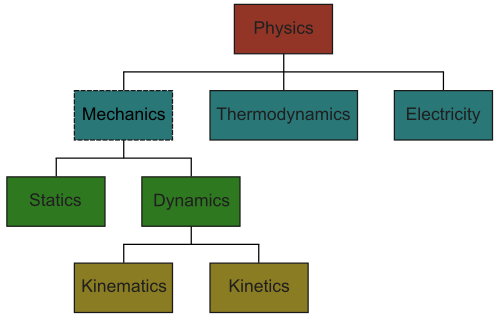 Physics
Mechanics
Thermodynamics
Electricity
Statics
Dynamics
Kinematics
Kinetics